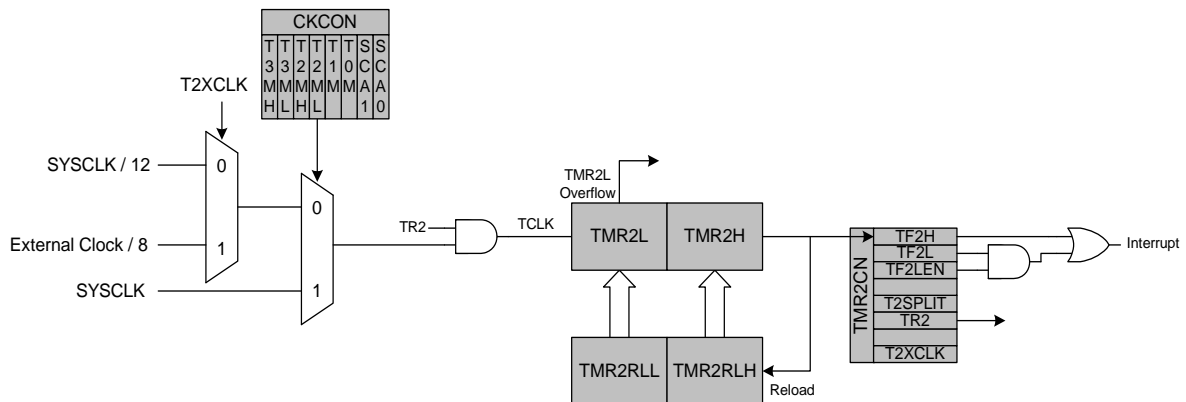 CKCON
T3MH
T3ML
T2MH
T2ML
T1M
T0M
SCA1
SCA0
T2XCLK
SYSCLK / 12
0
External Clock / 8
1
0
SYSCLK
1
TR2
TCLK
TMR2L
Overflow
TMR2L
TMR2H
TMR2RLL
TMR2RLH
Reload
TMR2CN
TF2H
TF2L
TF2LEN
T2SPLIT
TR2
T2XCLK
Interrupt